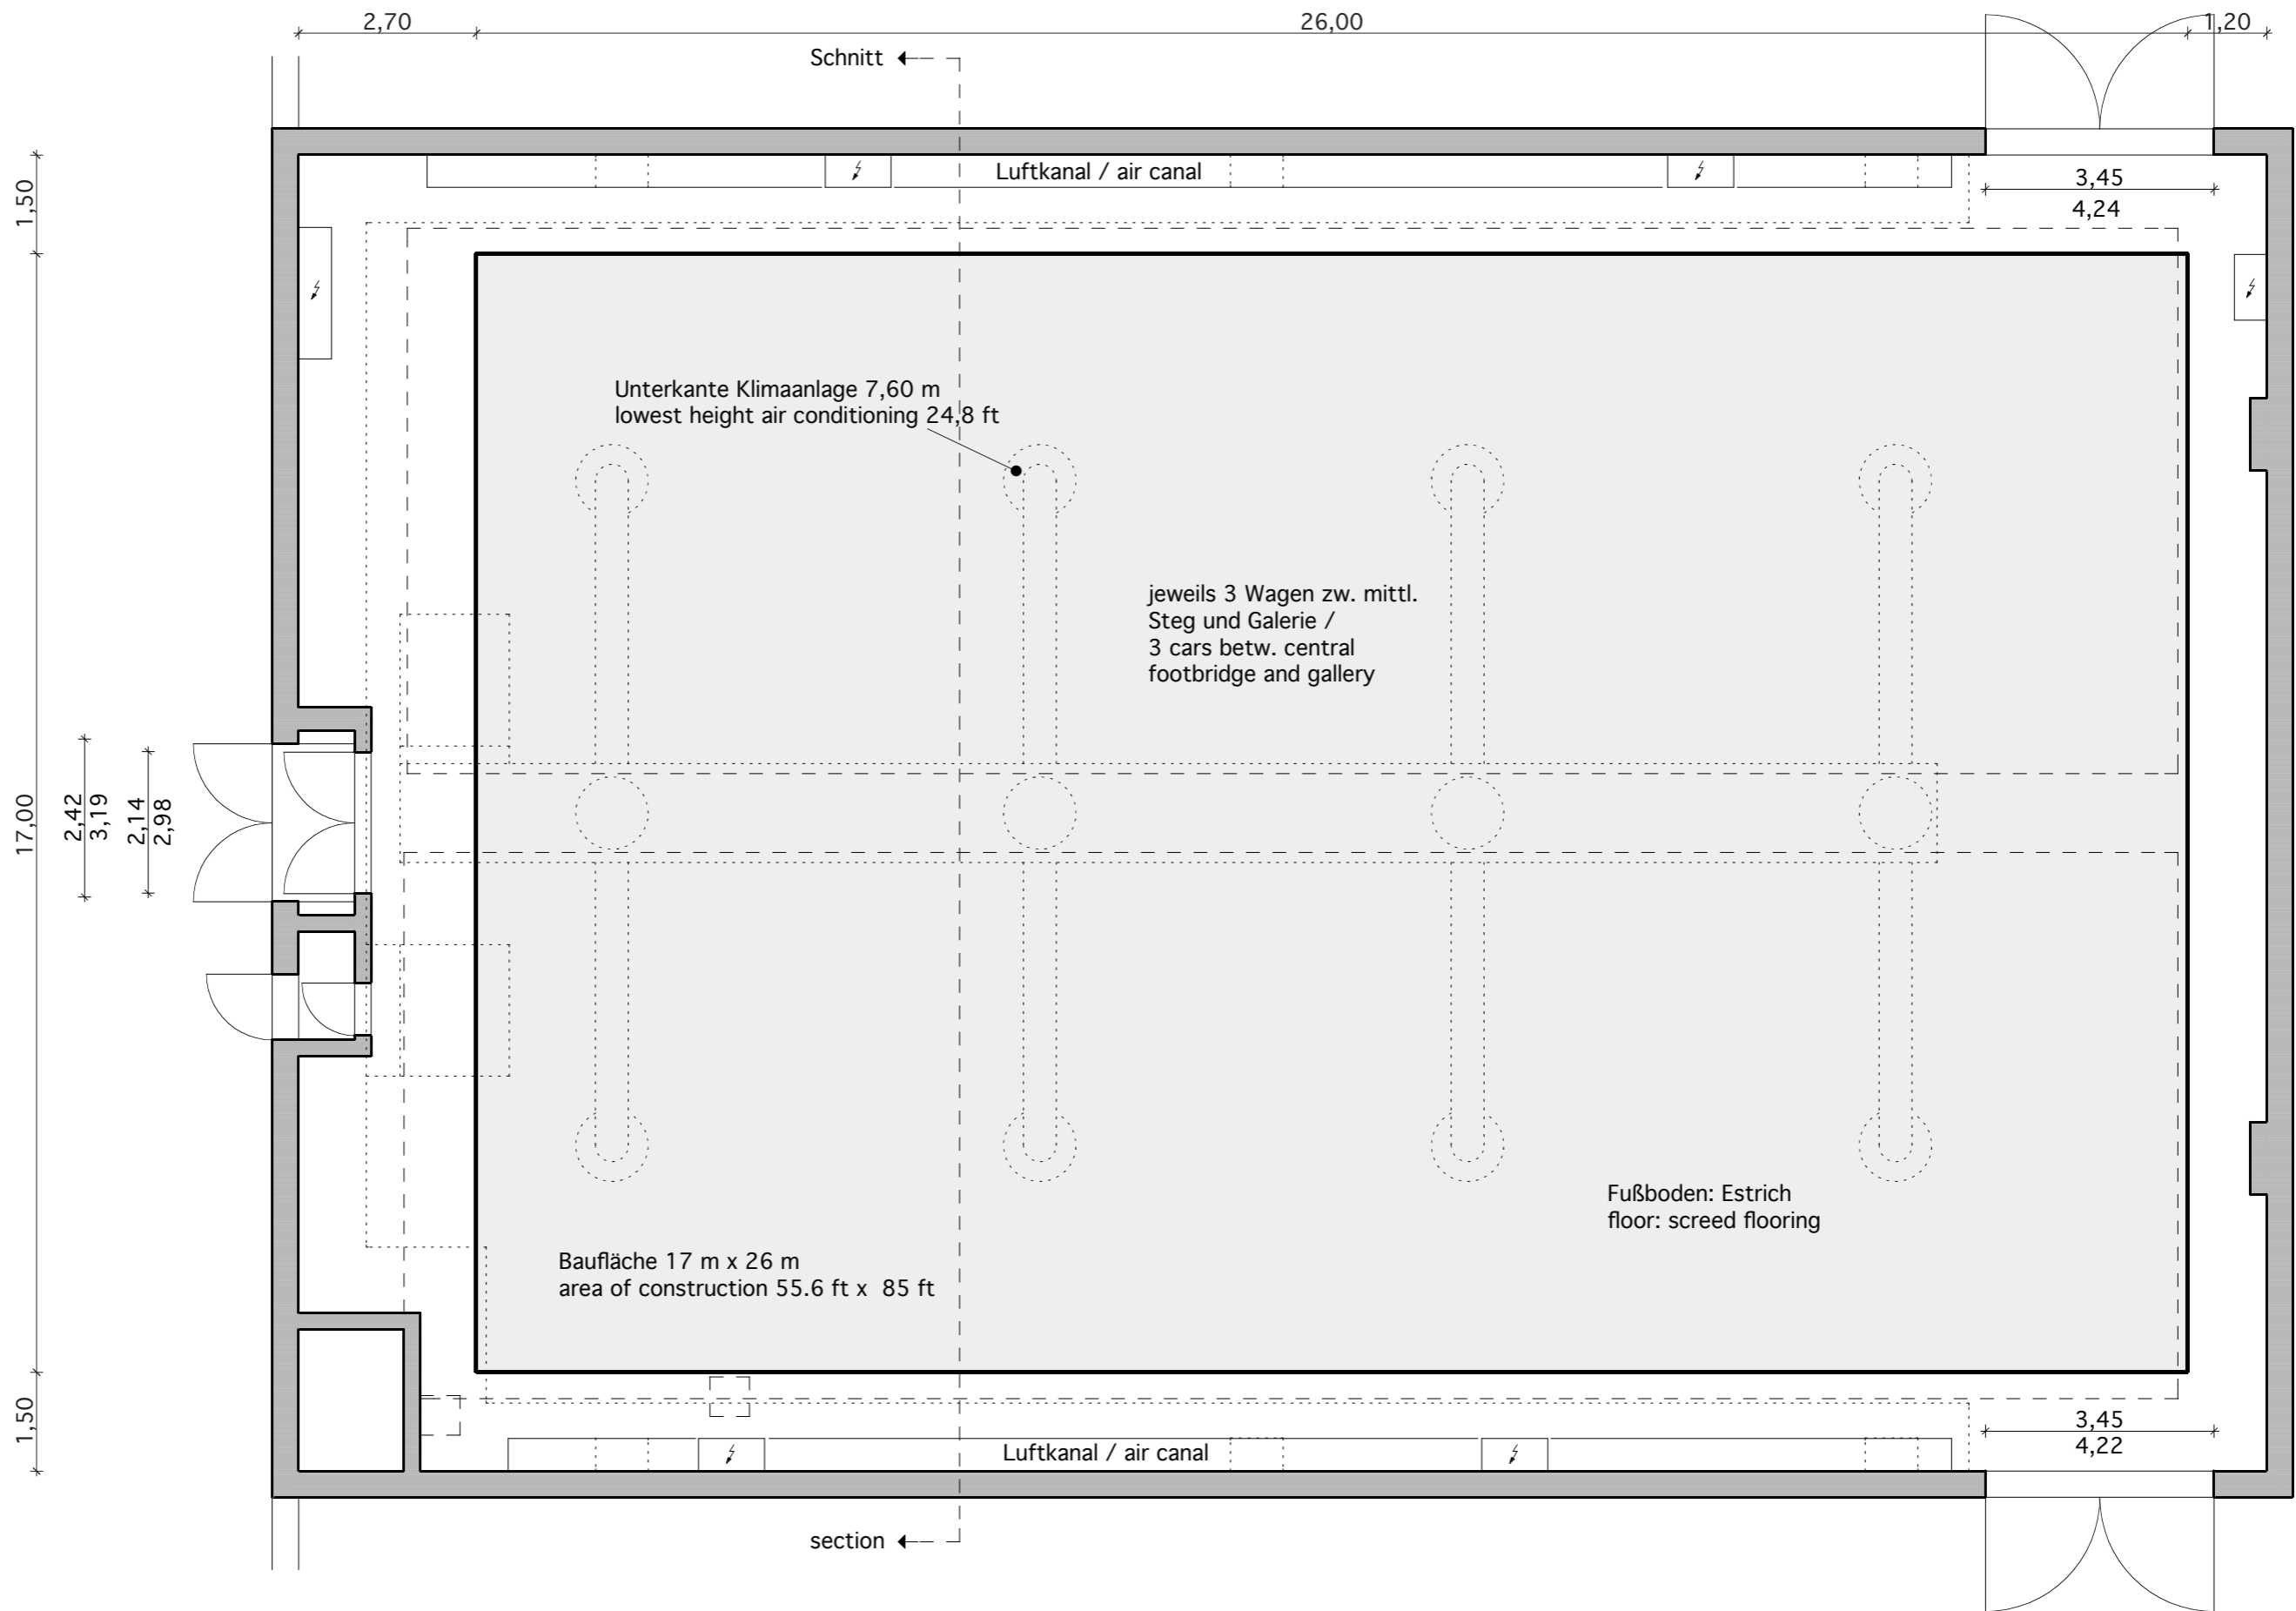 2,70
26,00
1,20
Schnitt
Luftkanal / air canal
3,45
4,24
1,50
Unterkante Klimaanlage 7,60 m
lowest height air conditioning 24,8 ft
jeweils 3 Wagen zw. mittl.
Steg und Galerie /
3 cars betw. central
footbridge and gallery
17,00
2,42
3,19
2,14
2,98
Fußboden: Estrich
floor: screed flooring
Baufläche 17 m x 26 m
area of construction 55.6 ft x  85 ft
1,50
Luftkanal / air canal
3,45
4,22
section